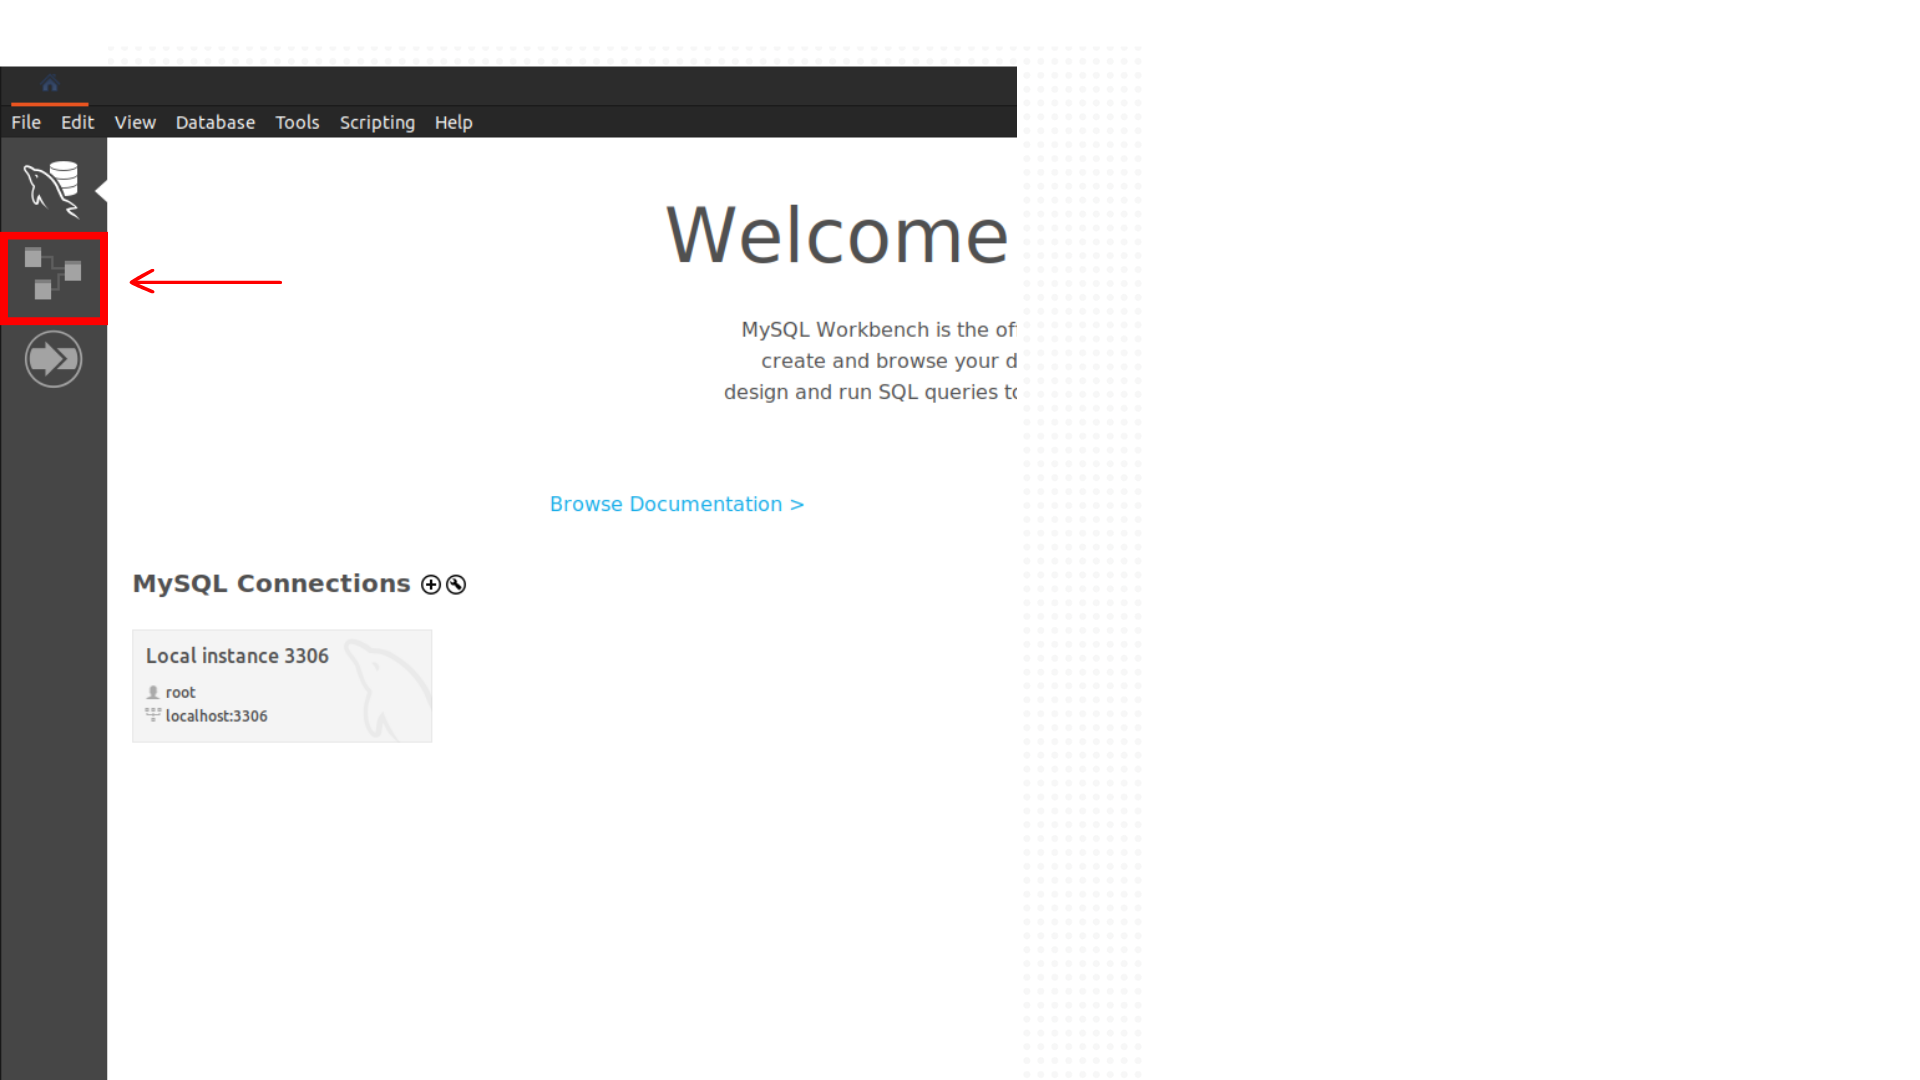 File Edit View Database Tools Scripting Help
Welcome
MySQL Workbench is the of
create and browse your d
design and run SQL queries to
Browse Documentation >
MySQL Connections
Local instance 3306
root
localhost:3306